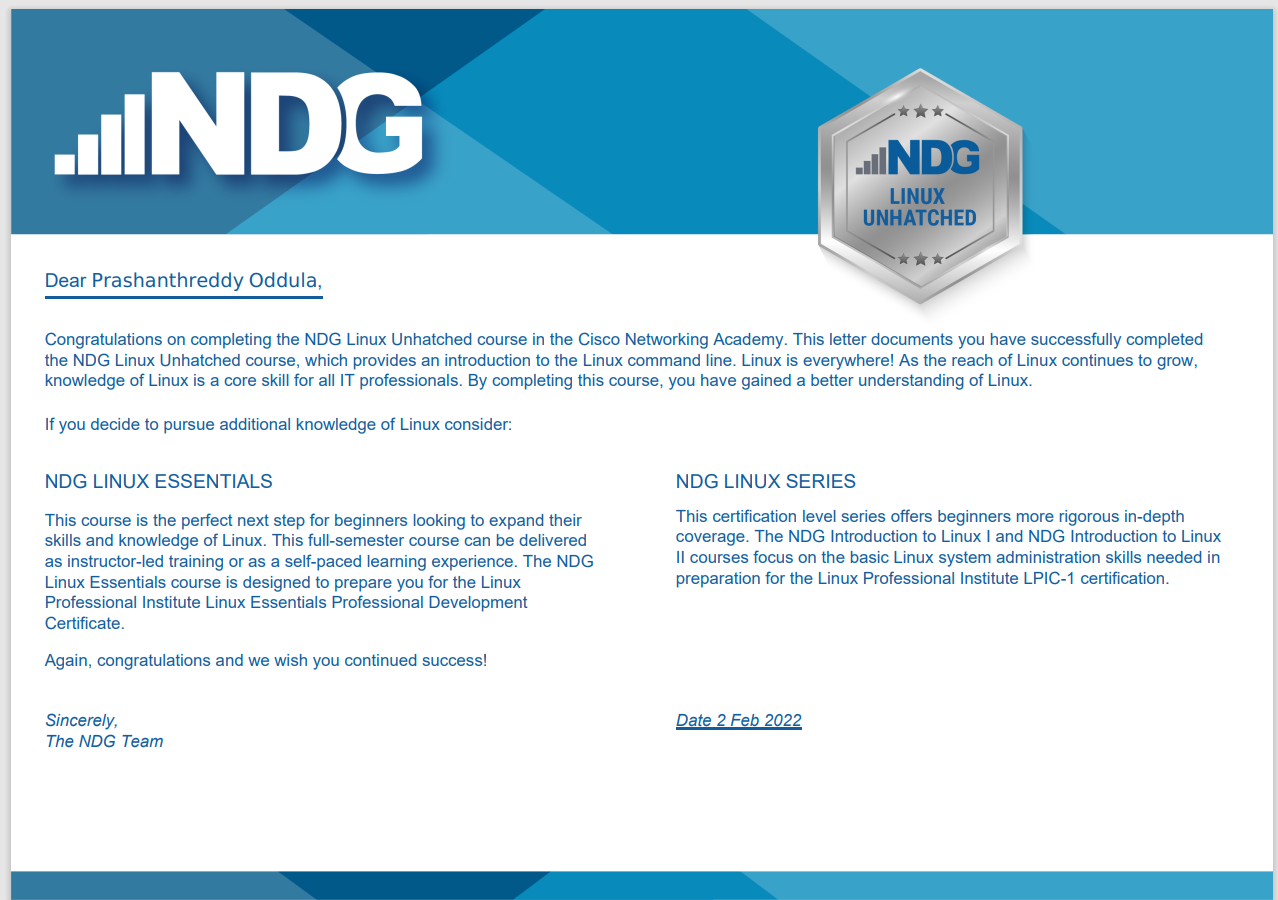 NDG
NDG
LINUX
UNHATCHED
Dear Prashanthreddy Oddula,
Congratulations on completing the NDG Linux Unhatched course in the Cisco Networking Academy. This letter documents you have successfully completed
the NDG Linux Unhatched course, which provides an introduction to the Linux command line. Linux is everywhere! As the reach of Linux continues to grow,
knowledge of Linux is a core skill for all IT professionals. By completing this course, you have gained a better understanding of Linux.
If you decide to pursue additional knowledge of Linux consider:
NDG LINUX ESSENTIALS
This course is the perfect next step for beginners looking to expand their
skills and knowledge of Linux. This full-semester course can be delivered
as instructor-led training or as a self-paced learning experience. The NDG
Linux Essentials course is designed to prepare you for the Linux
Professional Institute Linux Essentials Professional Development
Certificate.
NDG LINUX SERIES
This certification level series offers beginners more rigorous in-depth
coverage. The NDG Introduction to Linux I and NDG Introduction to Linux
II courses focus on the basic Linux system administration skills needed in
preparation for the Linux Professional Institute LPIC-1 certification.
Again, congratulations and we wish you continued success!
Sincerely,
The NDG Team
Date 2 Feb 2022